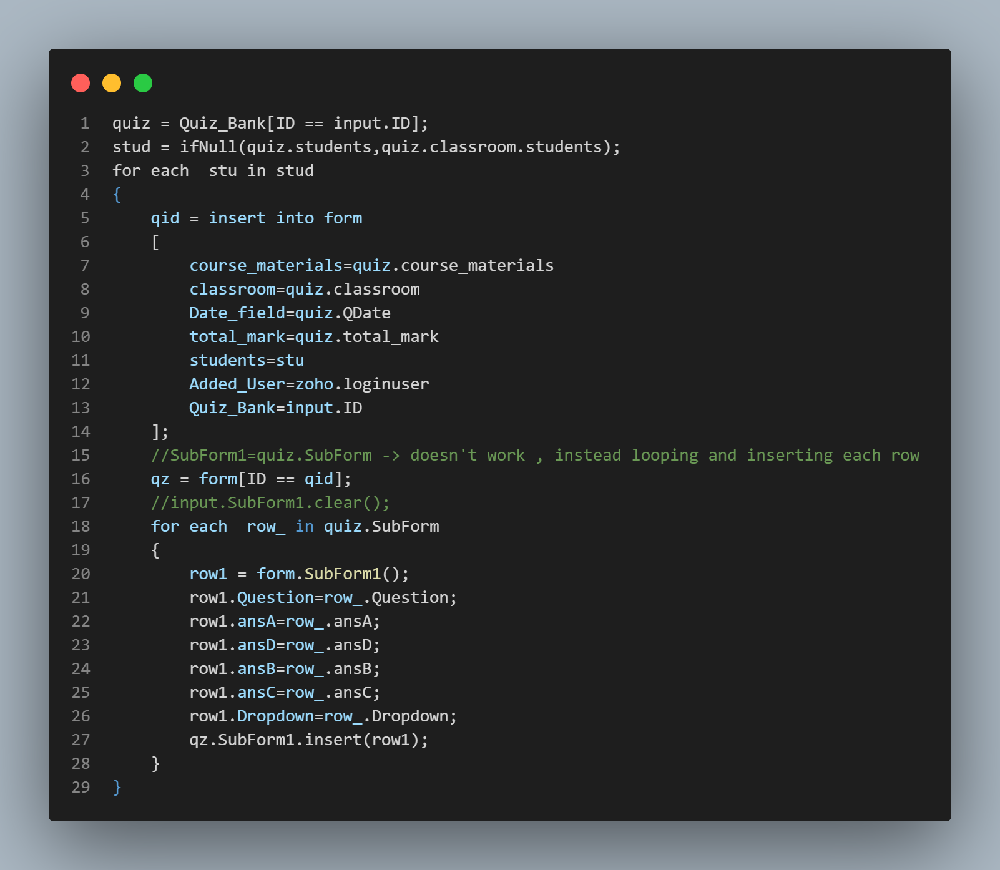 1 quiz = Quiz_Bank[ID == input.ID];
2 stud = ifNull(quiz.students,quiz.classroom.students);
3 for each  stu in stud
4 {
5     qid = insert into form
6     [
7         course_materials=quiz.course_materials
8         classroom=quiz.classroom
9         Date_field=quiz.QDate
10         total_mark=quiz.total_mark
11         students=stu
12         Added_User=zoho.loginuser
13         Quiz_Bank=input.ID
14     ];
15     //SubForm1=quiz.SubForm -> doesn't work , instead looping and inserting each row
16     qz = form[ID == qid];
17     //input.SubForm1.clear();
18     for each  row_ in quiz.SubForm
19     {
20         row1 = form.SubForm1();
21         row1.Question=row_.Question;
22         row1.ansA=row_.ansA;
23         row1.ansD=row_.ansD;
24         row1.ansB=row_.ansB;
25         row1.ansC=row_.ansC;
26         row1.Dropdown=row_.Dropdown;
27         qz.SubForm1.insert(row1);
28     }
29 }